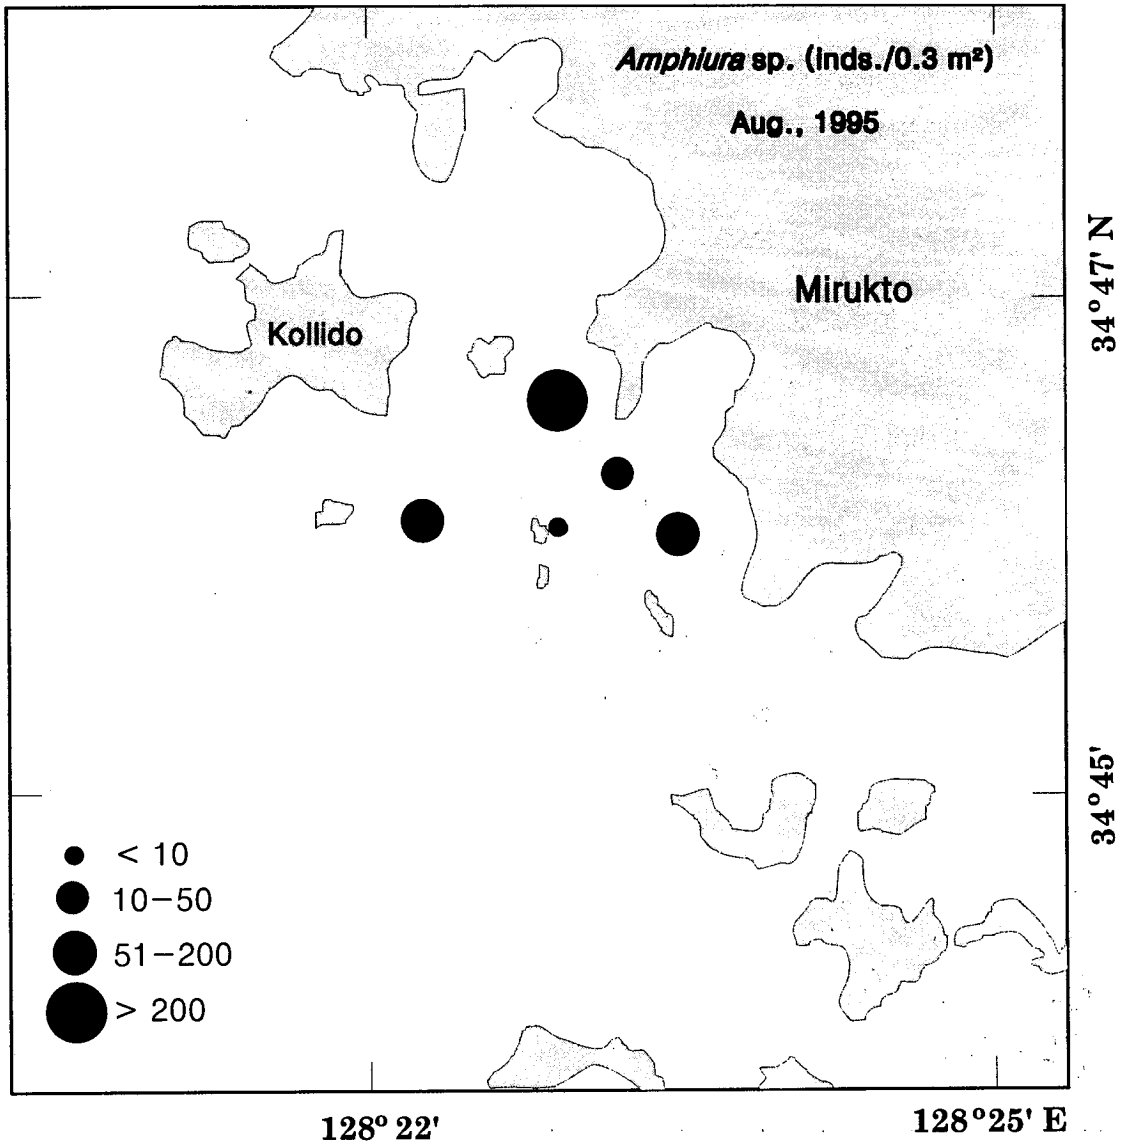 Amphiura sp. (inds./0.3 m²)
Aug., 1995
34°47' N
Mirukto
Kollido
34°45'
< 10
10-50
51-200
> 200
128°22'
128°25' E